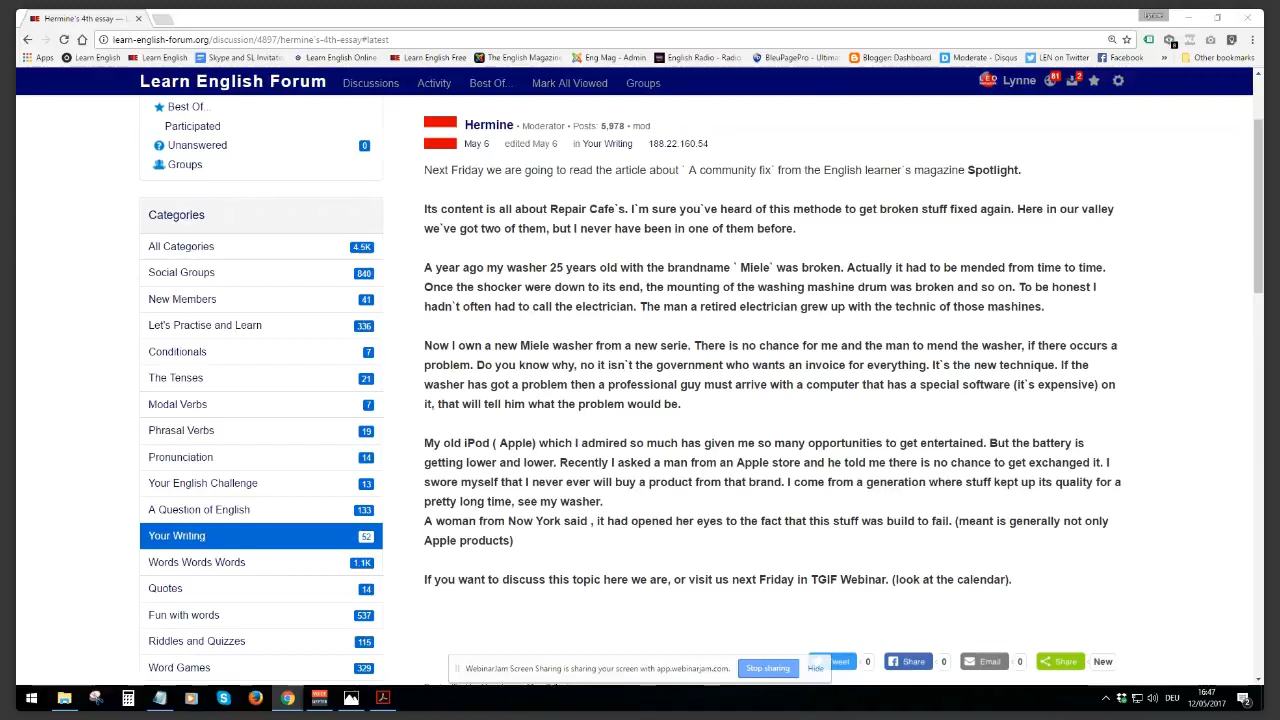 Hermine's 4th essay —
Lynne
learn-english-forum.org/discussion/4897/hermine's-4th-essay#latest
Apps Learn English Skype and SL Invitatio Learn English Online Learn English Free The English Magazine Eng Mag - Admin English Radio - Radio BleuPagePro - Ultima Blogger: Dashboard Moderate - Disqus LEN on Twitter Facebook » Other bookmarks
Learn English Forum Discussions Activity Best Of... Mark All Viewed Groups Lynne 81 2
Best Of...
Participated
Unanswered 0
Groups
Categories
All Categories 4.5K
Social Groups 840
New Members 41
Let's Practise and Learn 336
Conditionals 7
The Tenses 21
Modal Verbs 7
Phrasal Verbs 19
Pronunciation 14
Your English Challenge 13
A Question of English 133
Your Writing 52
Words Words Words 1.1K
Quotes 14
Fun with words 537
Riddles and Quizzes 115
Word Games 329
Hermine • Moderator • Posts: 5,978 • mod
May 6 edited May 6 in Your Writing 188.22.160.54
Next Friday we are going to read the article about ` A community fix` from the English learner`s magazine Spotlight.
Its content is all about Repair Cafe`s. I`m sure you`ve heard of this methode to get broken stuff fixed again. Here in our valley
we`ve got two of them, but I never have been in one of them before.
A year ago my washer 25 years old with the brandname ` Miele` was broken. Actually it had to be mended from time to time.
Once the shocker were down to its end, the mounting of the washing mashine drum was broken and so on. To be honest I
hadn`t often had to call the electrician. The man a retired electrician grew up with the technic of those mashines.
Now I own a new Miele washer from a new serie. There is no chance for me and the man to mend the washer, if there occurs a
problem. Do you know why, no it isn`t the government who wants an invoice for everything. It`s the new technique. If the
washer has got a problem then a professional guy must arrive with a computer that has a special software (it`s expensive) on
it, that will tell him what the problem would be.
My old iPod ( Apple) which I admired so much has given me so many opportunities to get entertained. But the battery is
getting lower and lower. Recently I asked a man from an Apple store and he told me there is no chance to get exchanged it. I
swore myself that I never ever will buy a product from that brand. I come from a generation where stuff kept up its quality for a
pretty long time, see my washer.
A woman from Now York said , it had opened her eyes to the fact that this stuff was build to fail. (meant is generally not only
Apple products)
If you want to discuss this topic here we are, or visit us next Friday in TGIF Webinar. (look at the calendar).
WebinarJam Screen Sharing is sharing your screen with app.webinarjam.com. Stop sharing Hide
weet 0 Share 0 Email 0 Share New
DEU
16:47
12/05/2017
2